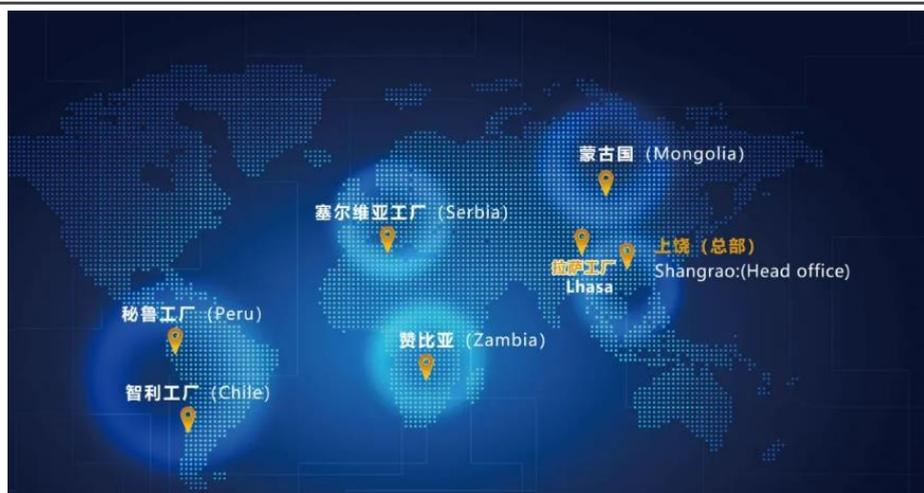 蒙古国（Mongolia)
塞尔维亚工厂（Serbia)
上饶（总部）
Shangrao:(Head office)
拉萨工厂
Lhasa
秘鲁工厂（Peru)
赞比亚（Zambia)
智利工厂（Chile)